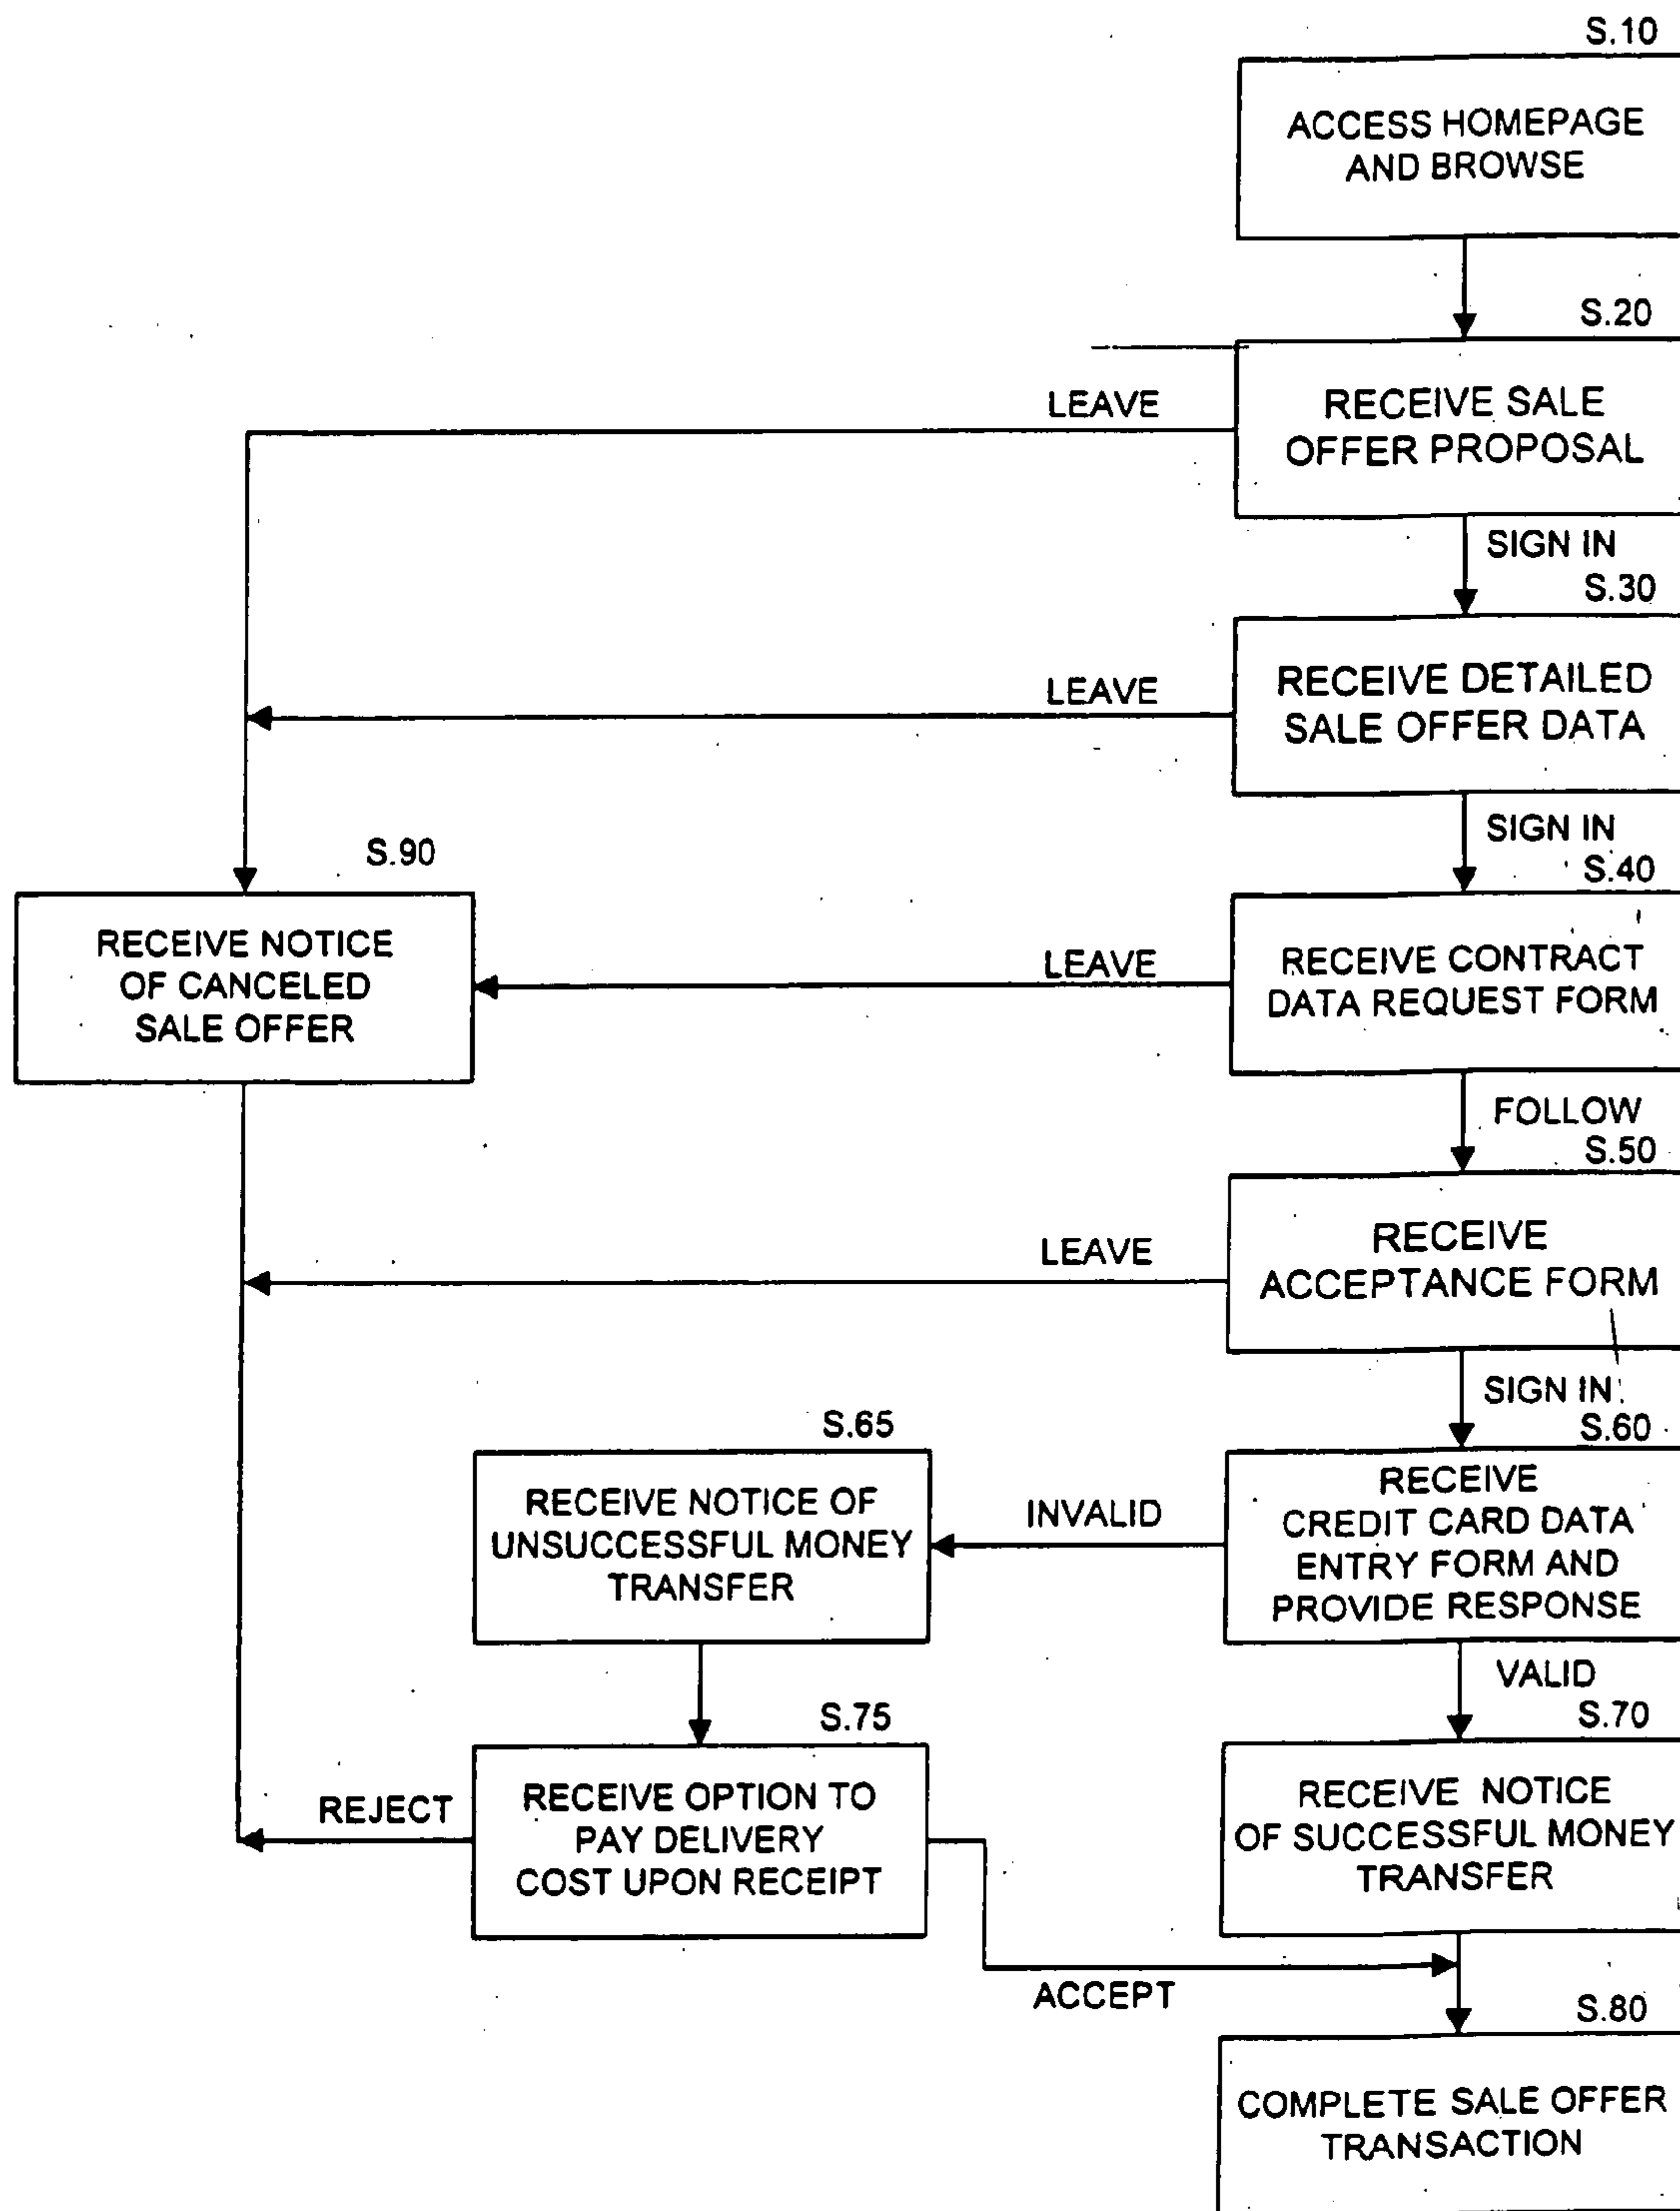 S.10
ACCESS HOMEPAGE
AND BROWSE
S.20
RECEIVE SALE
OFFER PROPOSAL
LEAVE
SIGN IN
S.30
RECEIVE DETAILED
SALE OFFER DATA
LEAVE
SIGN IN
S.40
RECEIVE CONTRACT
DATA REQUEST FORM
LEAVE
S.90
RECEIVE NOTICE
OF CANCELED
SALE OFFER
FOLLOW
S.50
RECEIVE
ACCEPTANCE FORM
LEAVE
SIGN IN
S.60
RECEIVE
CREDIT CARD DATA
ENTRY FORM AND
PROVIDE RESPONSE
INVALID
S.65
RECEIVE NOTICE OF
UNSUCCESSFUL MONEY
TRANSFER
VALID
S.70
RECEIVE NOTICE
OF SUCCESSFUL MONEY
TRANSFER
S.75
RECEIVE OPTION TO
PAY DELIVERY
COST UPON RECEIPT
REJECT
ACCEPT
S.80
COMPLETE SALE OFFER
TRANSACTION